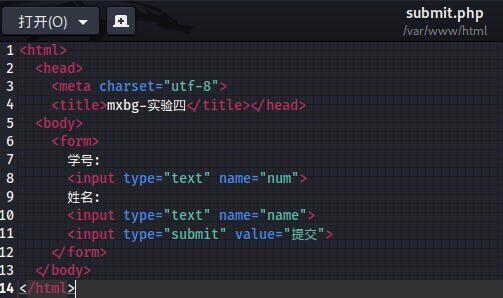 打开(O)
submit.php
/var/www/html
1 <html>
2 <head>
3 <meta charset="utf-8">
4 <title>mxbg-实验四</title></head>
5 <body>
6 <form>
7 学号:
8 <input type="text" name="num">
9 姓名:
10 <input type="text" name="name">
11 <input type="submit" value="提交">
12 </form>
13 </body>
14 </html>